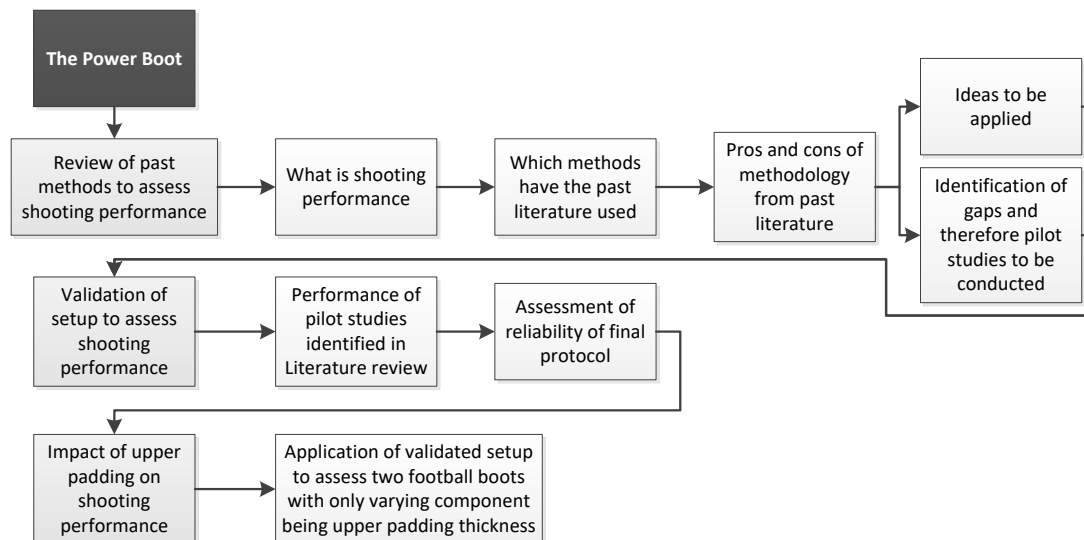 The Power Boot
Review of past
methods to assess
shooting performance
What is shooting
performance
Which methods
have the past
literature used
Pros and cons of
methodology
from past
literature
Ideas to be
applied
Identification of
gaps and
therefore pilot
studies to be
conducted
Validation of
setup to assess
shooting
performance
Performance of
pilot studies
identified in
Literature review
Assessment of
reliability of final
protocol
Impact of upper
padding on
shooting
performance
Application of validated setup
to assess two football boots
with only varying component
being upper padding thickness